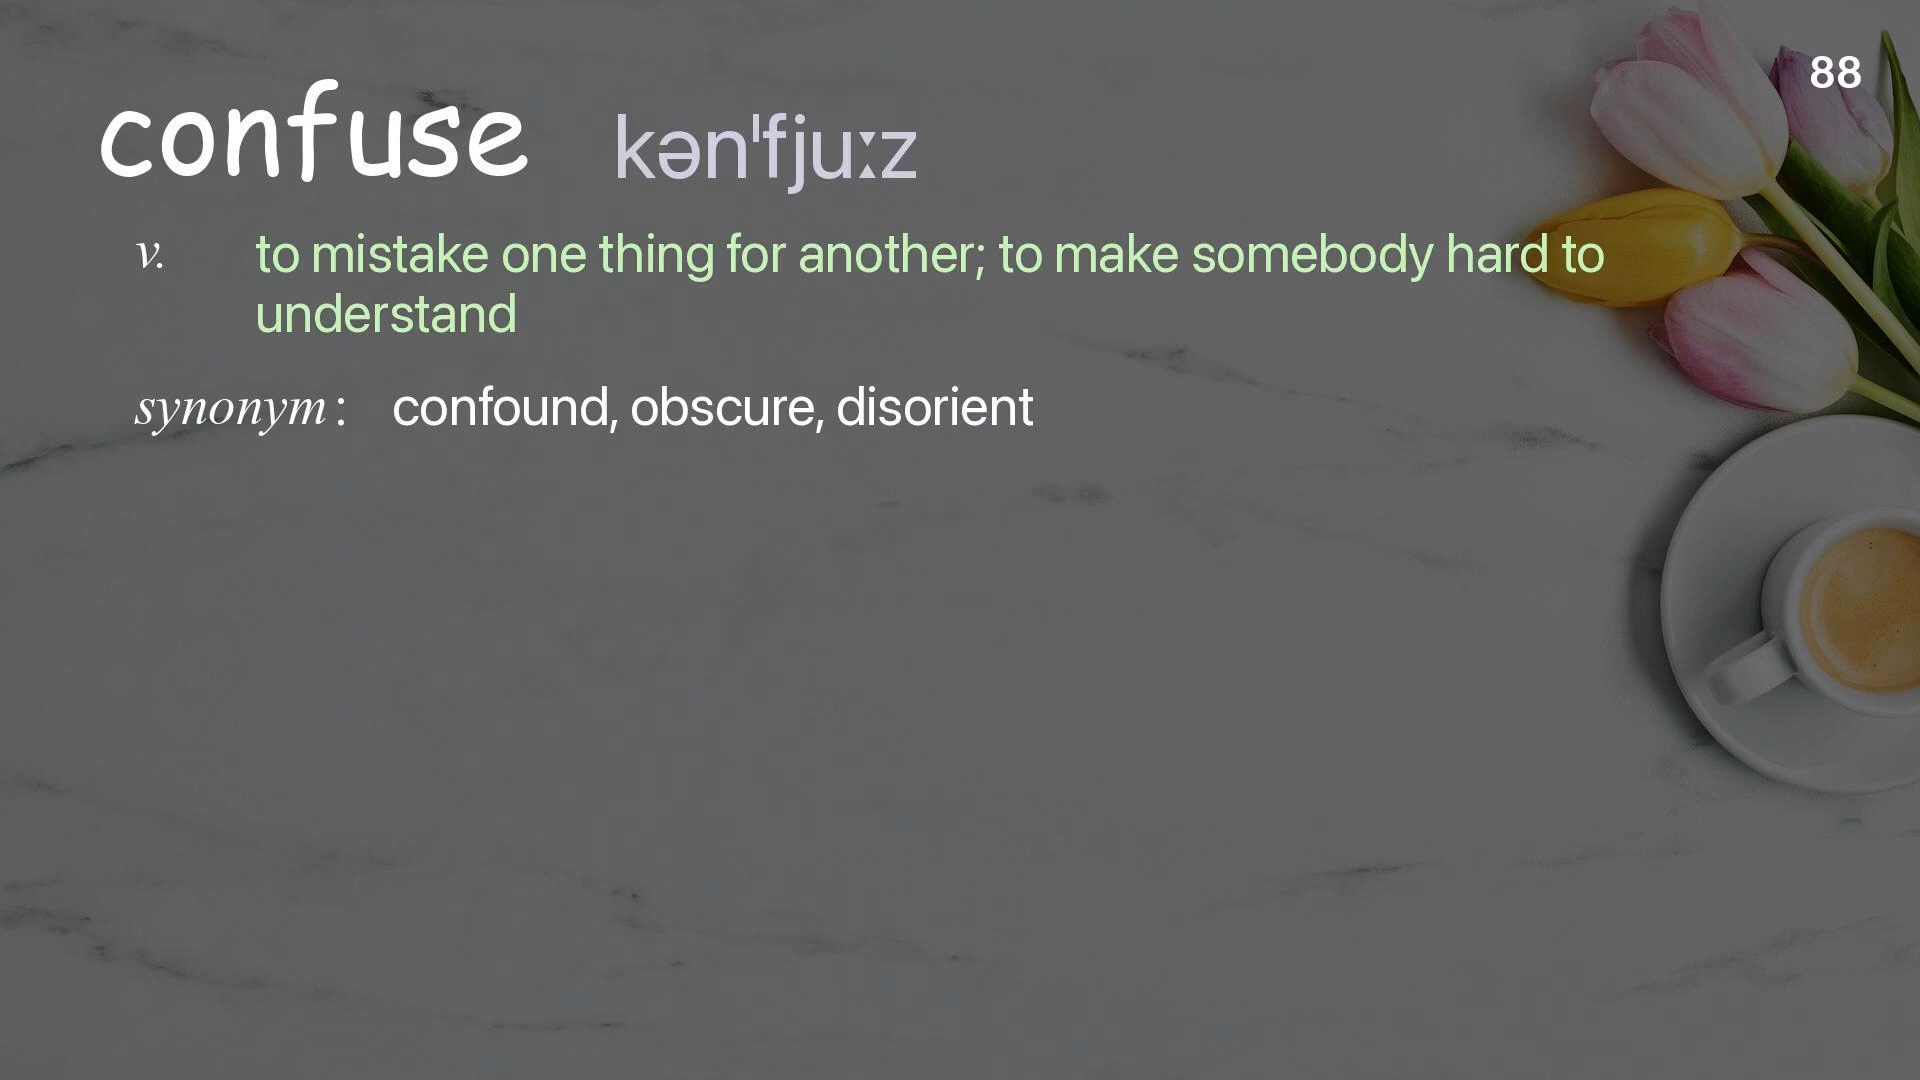 88
confuse kənˈfjuːz
v. to mistake one thing for another; to make somebody hard to
understand
synonym : confound, obscure, disorient